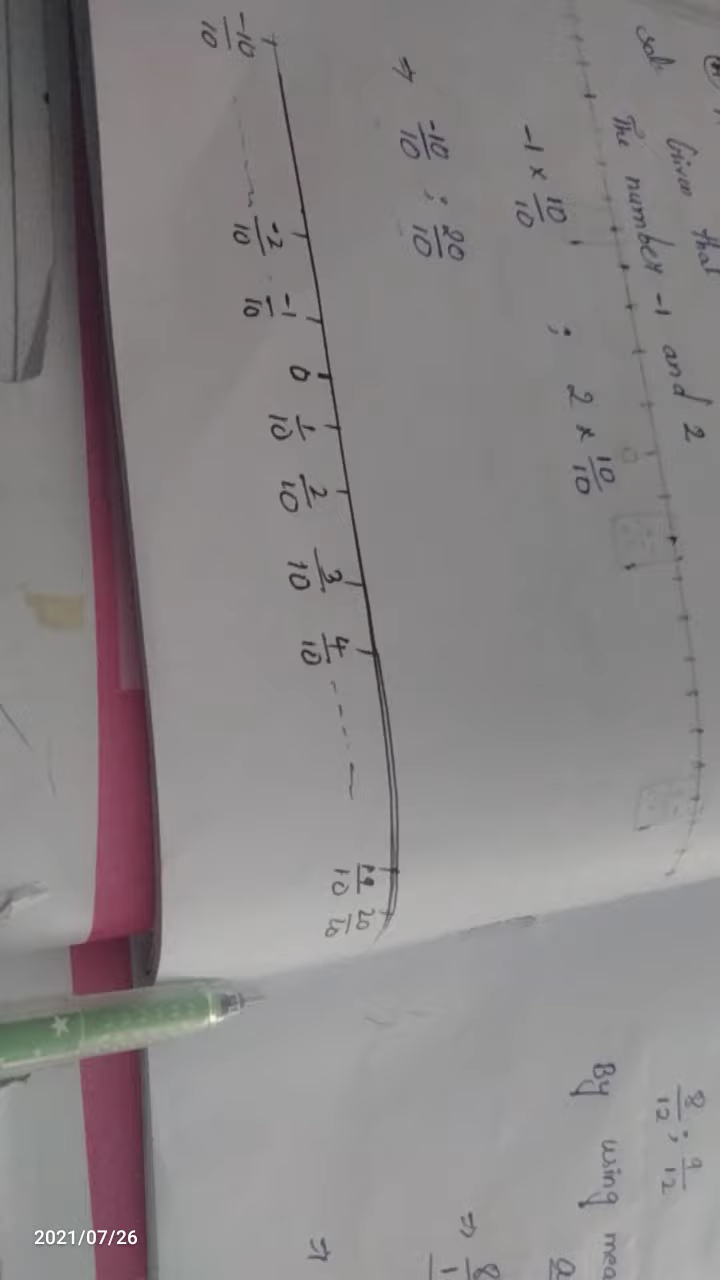 Sol: Given that
The number -1 and 2
-1 × 10/10 ; 2 × 10/10
⇒ -10/10 ; 20/10
-10/10 ---- -2/10 -1/10 0 1/10 2/10 3/10 4/10 ---- 19/10 20/10
8/12 ; 9/12
By using
⇒
⇒
2021/07/26